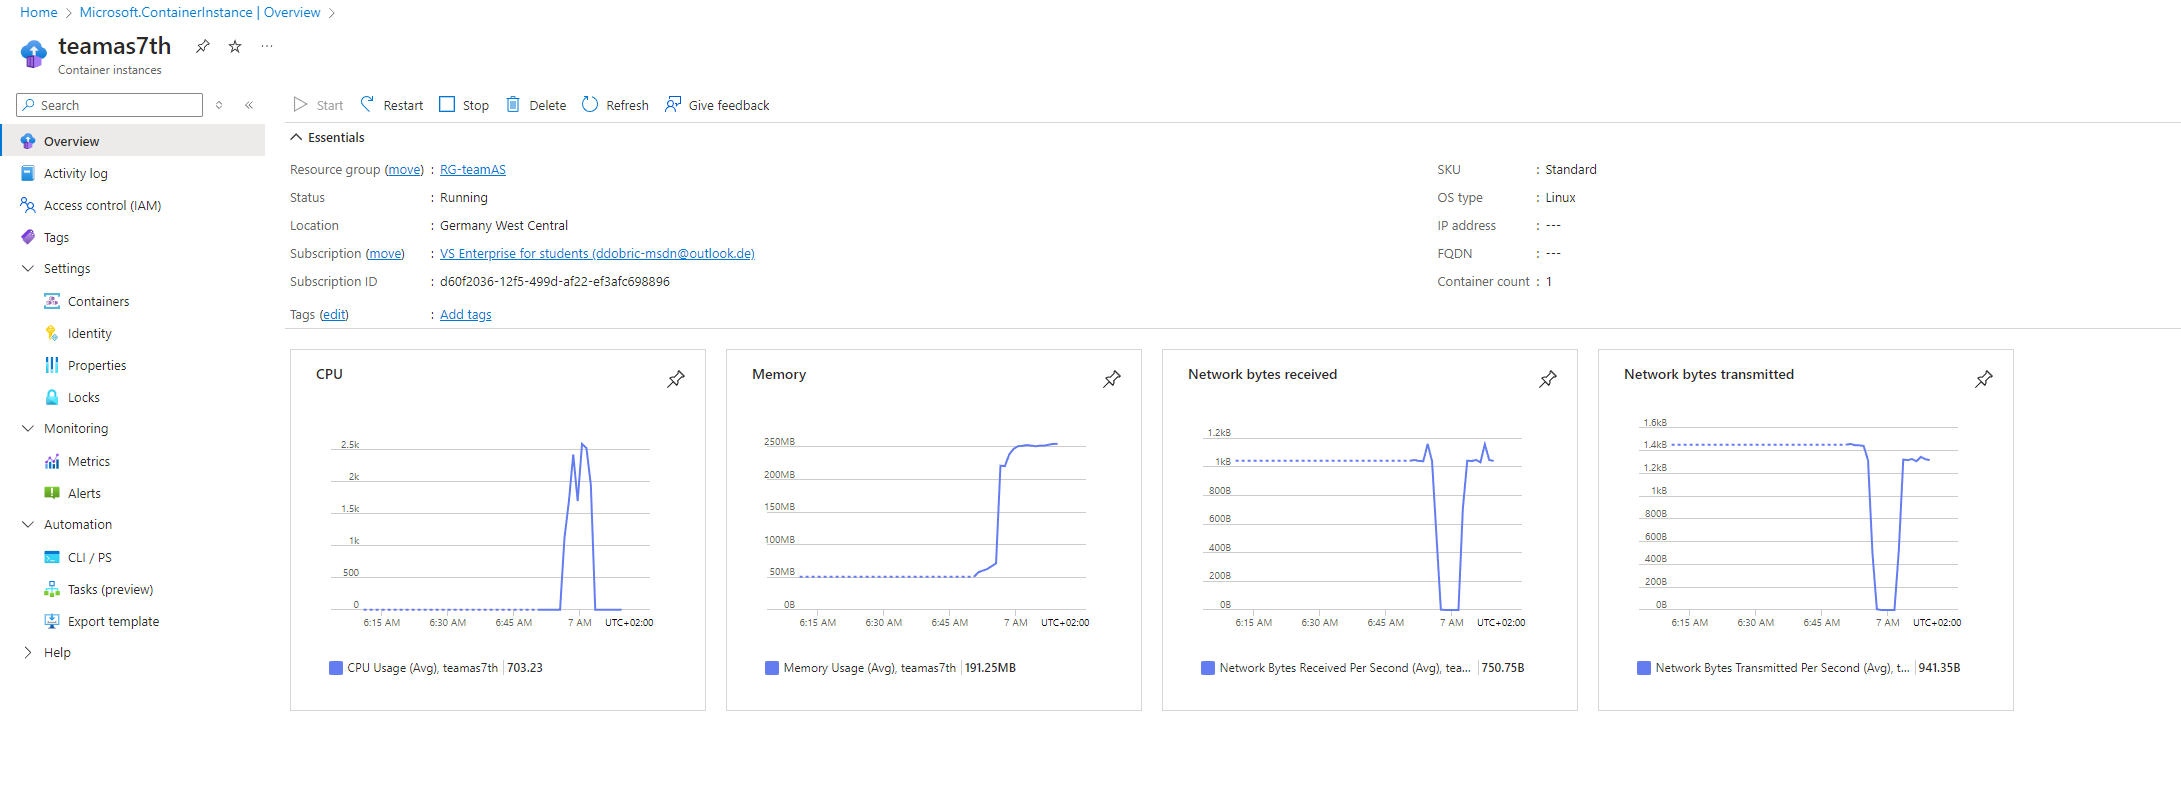 Home > Microsoft.ContainerInstance | Overview >
teamas7th
Container instances
Search
Overview
Activity log
Access control (IAM)
Tags
Settings
Containers
Identity
Properties
Locks
Monitoring
Metrics
Alerts
Automation
CLI / PS
Tasks (preview)
Export template
Help
Start Restart Stop Delete Refresh Give feedback
Essentials
Resource group (move) : RG-teamAS
Status : Running
Location : Germany West Central
Subscription (move) : VS Enterprise for students (ddobric-msdn@outlook.de)
Subscription ID : d60f2036-12f5-499d-af22-ef3afc698896
Tags (edit) : Add tags
SKU : Standard
OS type : Linux
IP address : ---
FQDN : ---
Container count : 1
CPU
2.5k
2k
1.5k
1k
500
0
6:15 AM 6:30 AM 6:45 AM 7 AM UTC+02:00
CPU Usage (Avg), teamas7th 703.23
Memory
250MB
200MB
150MB
100MB
50MB
0B
6:15 AM 6:30 AM 6:45 AM 7 AM UTC+02:00
Memory Usage (Avg), teamas7th 191.25MB
Network bytes received
1.2kB
1kB
800B
600B
400B
200B
0B
6:15 AM 6:30 AM 6:45 AM 7 AM UTC+02:00
Network Bytes Received Per Second (Avg), tea... 750.75B
Network bytes transmitted
1.6kB
1.4kB
1.2kB
1kB
800B
600B
400B
200B
0B
6:15 AM 6:30 AM 6:45 AM 7 AM UTC+02:00
Network Bytes Transmitted Per Second (Avg), t... 941.35B